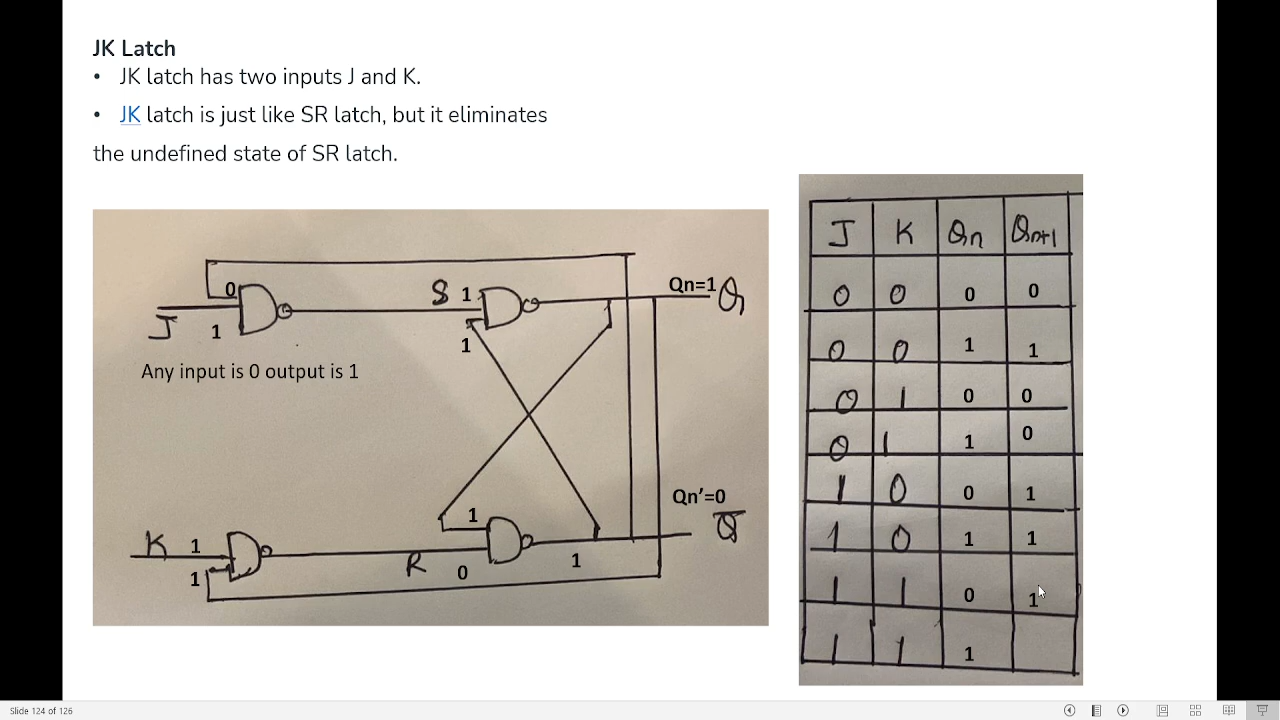 JK Latch
• JK latch has two inputs J and K.
• JK latch is just like SR latch, but it eliminates
the undefined state of SR latch.
J K Qn Qn+1
0 0 0 0
0 0 1 1
0 1 0 0
0 1 1 0
1 0 0 1
1 0 1 1
1 1 0 1
1 1 1
0
J 1
S 1
1
Qn=1 Q
Any input is 0 output is 1
K 1
1
1
R 0
1
Qn’=0
Q̅
Slide 124 of 126